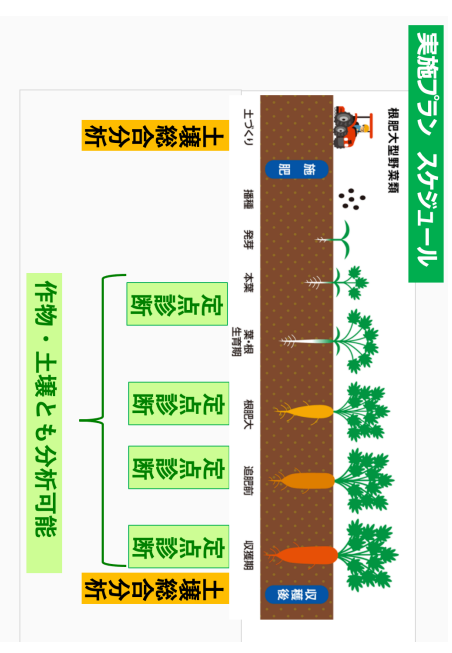 実施プラン スケジュール
根肥大型野菜類
施肥
収穫後
土づくり
播種
発芽
本葉
葉・根
生育期
根肥大
追肥前
収穫期
土壌総合分析
定点診断
定点診断
定点診断
定点診断
土壌総合分析
作物・土壌とも分析可能